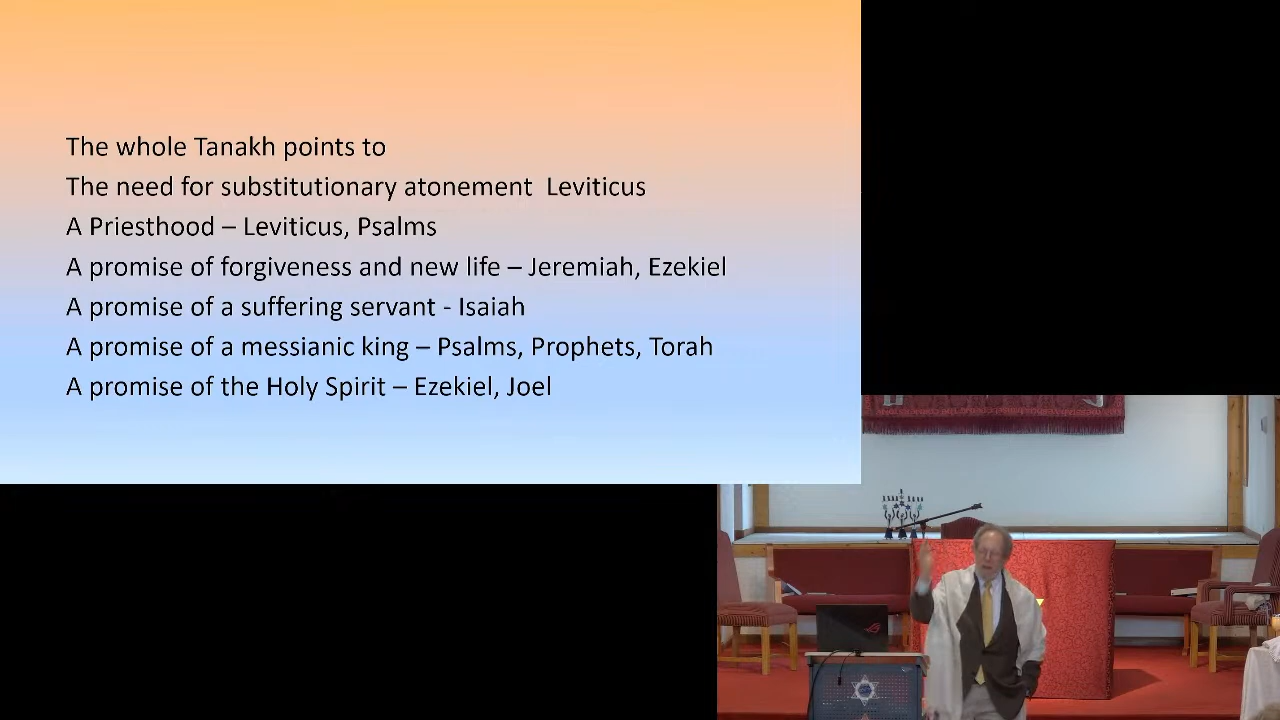 The whole Tanakh points to
The need for substitutionary atonement  Leviticus
A Priesthood – Leviticus, Psalms
A promise of forgiveness and new life – Jeremiah, Ezekiel
A promise of a suffering servant - Isaiah
A promise of a messianic king – Psalms, Prophets, Torah
A promise of the Holy Spirit – Ezekiel, Joel